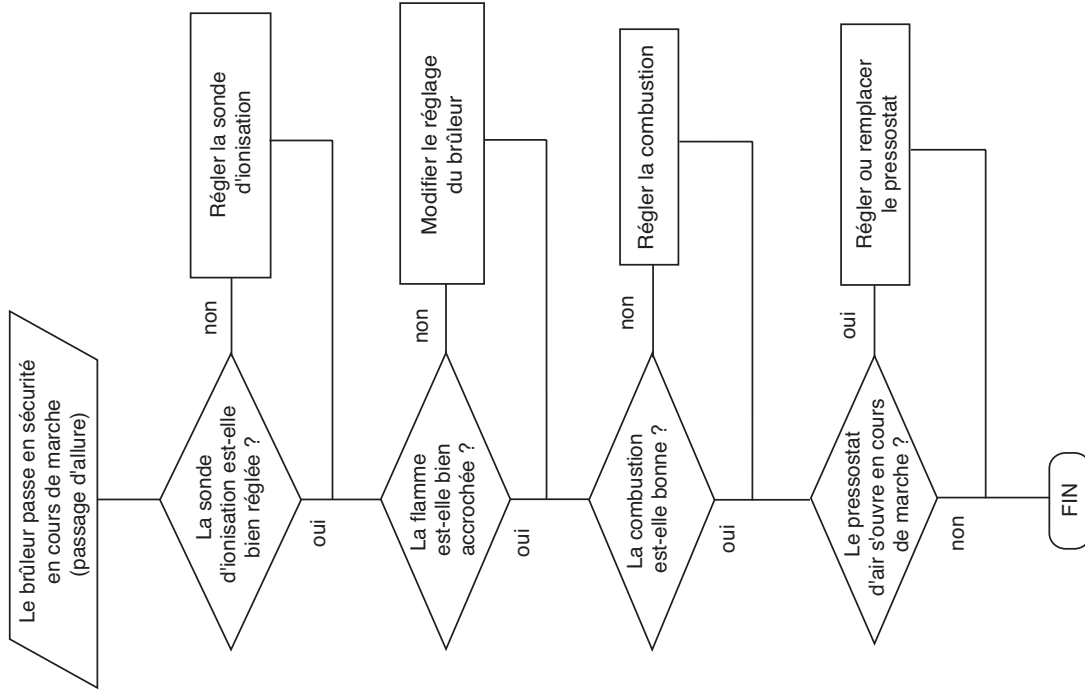 Le brûleur passe en sécurité
en cours de marche
(passage d'allure)
La sonde
d'ionisation est-elle
bien réglée ?
non
Régler la sonde
d'ionisation
oui
La flamme
est-elle bien
accrochée ?
non
Modifier le réglage
du brûleur
oui
La combustion
est-elle bonne ?
non
Régler la combustion
oui
Le pressostat
d'air s'ouvre en cours
de marche ?
oui
Régler ou remplacer
le pressostat
non
FIN